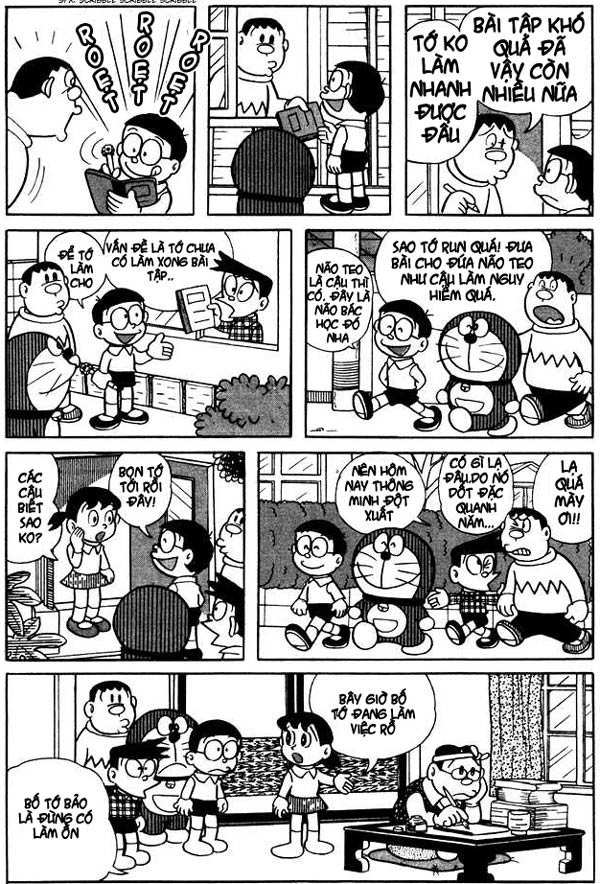 BÀI TẬP KHÓ
QUÁ ĐÃ
VẬY CÒN
NHIỀU NỮA
TỚ KO
LÀM
NHANH
ĐƯỢC
ĐÂU
SFX: SCRIBBLE SCRIBBLE SCRIBBLE
ROET
ROET
ROET
SAO TỚ RUN QUÁ! ĐƯA
BÀI CHO ĐỨA NÃO TEO
NHƯ CẬU LÀM NGUY
HIỂM QUÁ.
NÃO TEO
LÀ CẬU THÌ
CÓ. ĐÂY LÀ
NÃO BÁC
HỌC ĐÓ
NHA
VẤN ĐỀ LÀ TỚ CHƯA
CÓ LÀM XONG BÀI
TẬP..
ĐỂ TỚ
LÀM
CHO
LẠ
QUÁ
MÀY
ƠI!!
CÓ GÌ LẠ
ĐÂU.DO NÓ
DỐT ĐẶC
QUANH
NĂM...
NÊN HÔM
NAY THÔNG
MINH ĐỘT
XUẤT
BỌN TỚ
TỚI RỒI
ĐÂY!
CÁC
CẬU
BIẾT
SAO
KO?
BÂY GIỜ BỐ
TỚ ĐANG LÀM
VIỆC RỒ
BỐ TỚ BẢO
LÀ ĐỪNG CÓ
LÀM ỒN